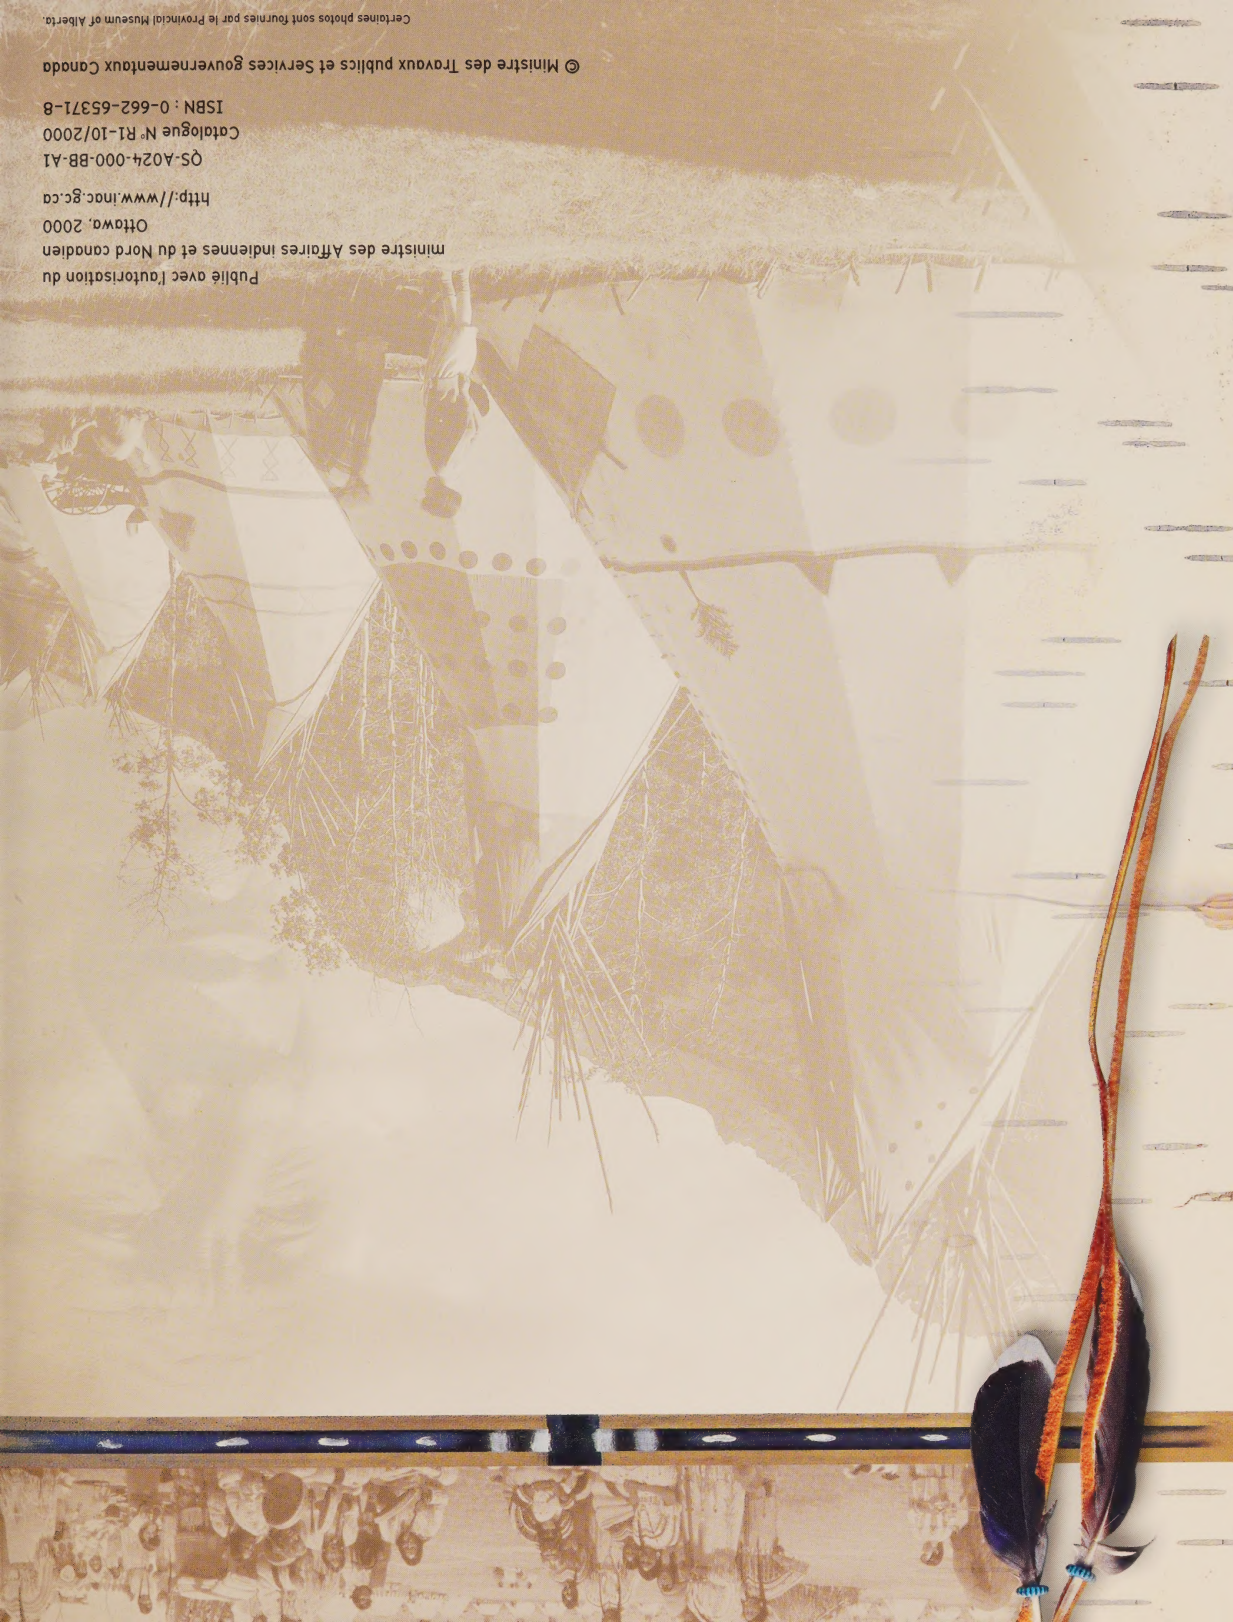 Publié avec l'autorisation du
ministre des Affaires indiennes et du Nord canadien
Ottawa, 2000
http://www.inac.gc.ca
QS-A024-000-BB-A1
Catalogue N° R1-10/2000
ISBN : 0-662-65371-8
© Ministre des Travaux publics et Services gouvernementaux Canada
Certaines photos sont fournies par le Provincial Museum of Alberta.